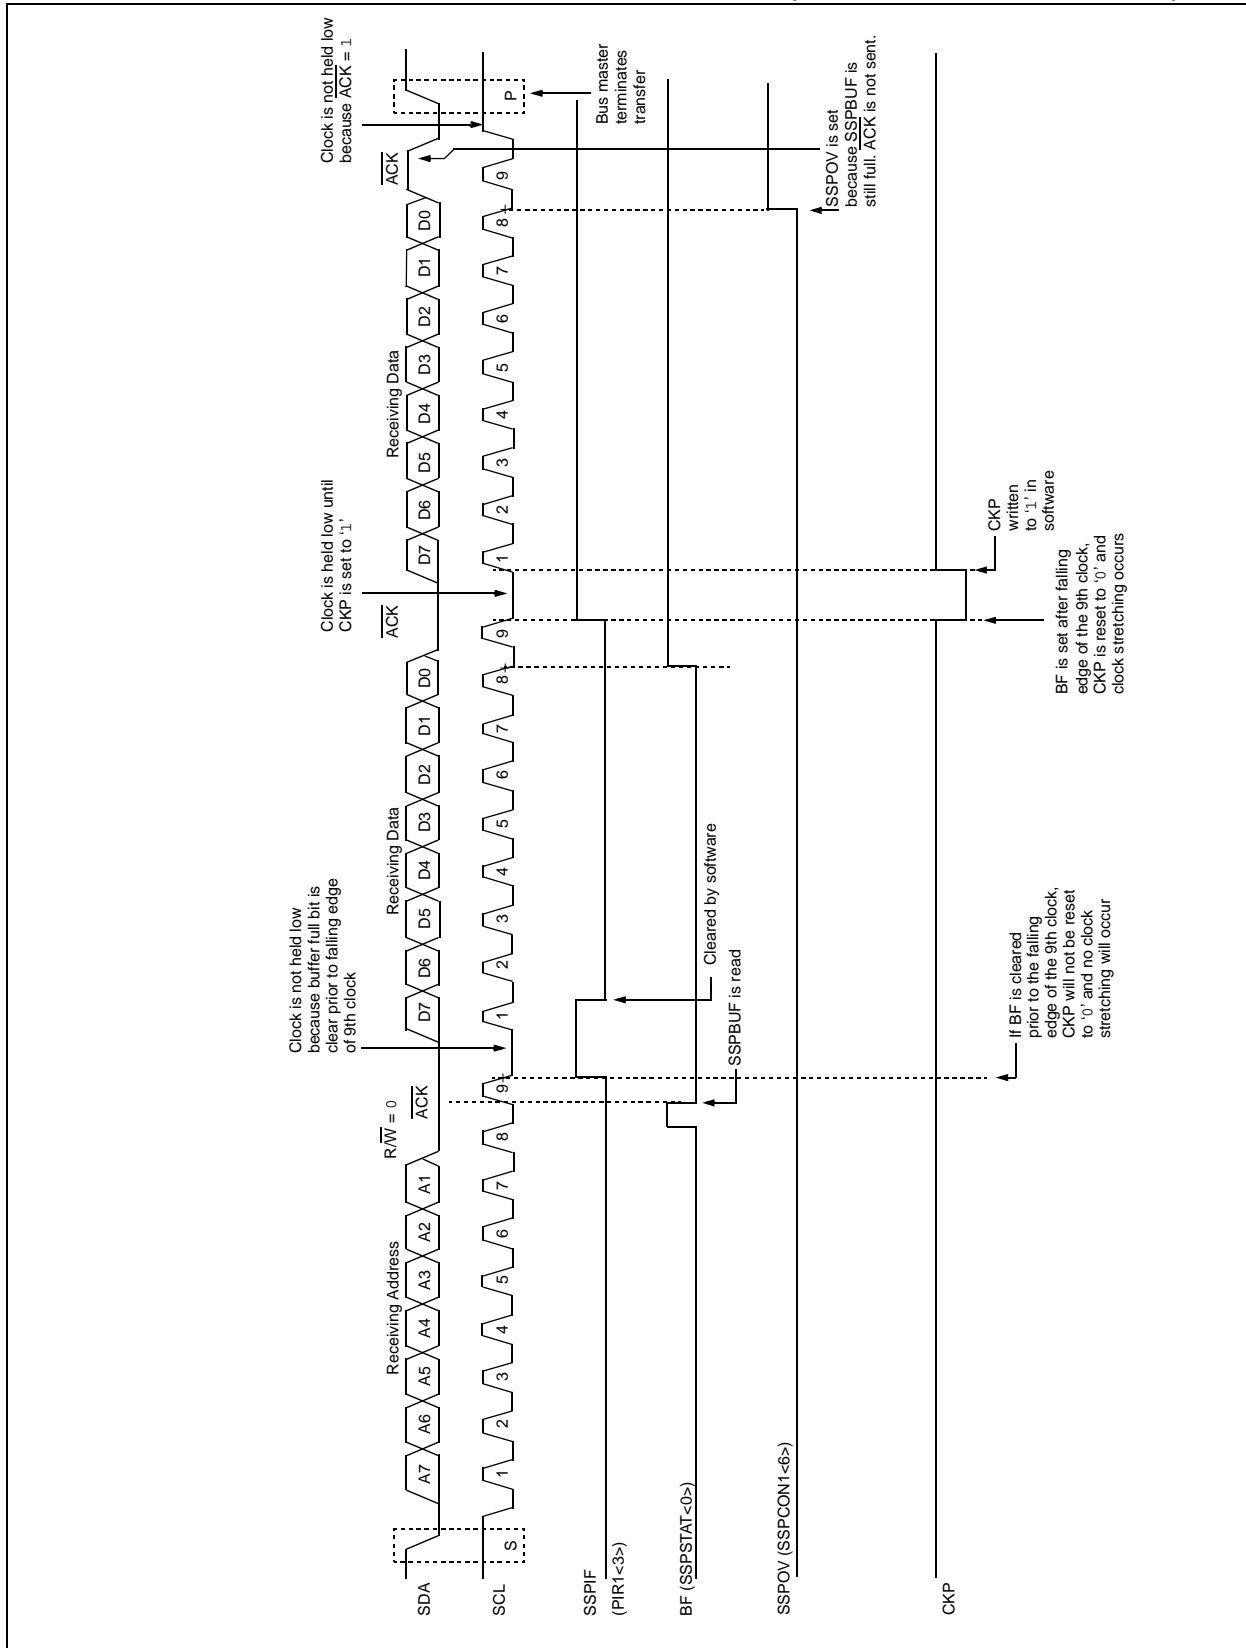 Clock is not held low
because buffer full bit is
clear prior to falling edge
of 9th clock
Clock is held low until
CKP is set to ‘1’
Clock is not held low
because ACK = 1
Receiving Address
R/W = 0
ACK
Receiving Data
ACK
Receiving Data
ACK
SDA
A7 A6 A5 A4 A3 A2 A1
D7 D6 D5 D4 D3 D2 D1 D0
D7 D6 D5 D4 D3 D2 D1 D0
SCL
S
1 2 3 4 5 6 7 8 9
1 2 3 4 5 6 7 8 9
1 2 3 4 5 6 7 8 9
P
SSPIF
(PIR1<3>)
Bus master
terminates
transfer
Cleared by software
BF (SSPSTAT<0>)
SSPBUF is read
SSPOV (SSPCON1<6>)
SSPOV is set
because SSPBUF is
still full. ACK is not sent.
CKP
CKP
written
to ‘1’ in
software
If BF is cleared
prior to the falling
edge of the 9th clock,
CKP will not be reset
to ‘0’ and no clock
stretching will occur
BF is set after falling
edge of the 9th clock,
CKP is reset to ‘0’ and
clock stretching occurs